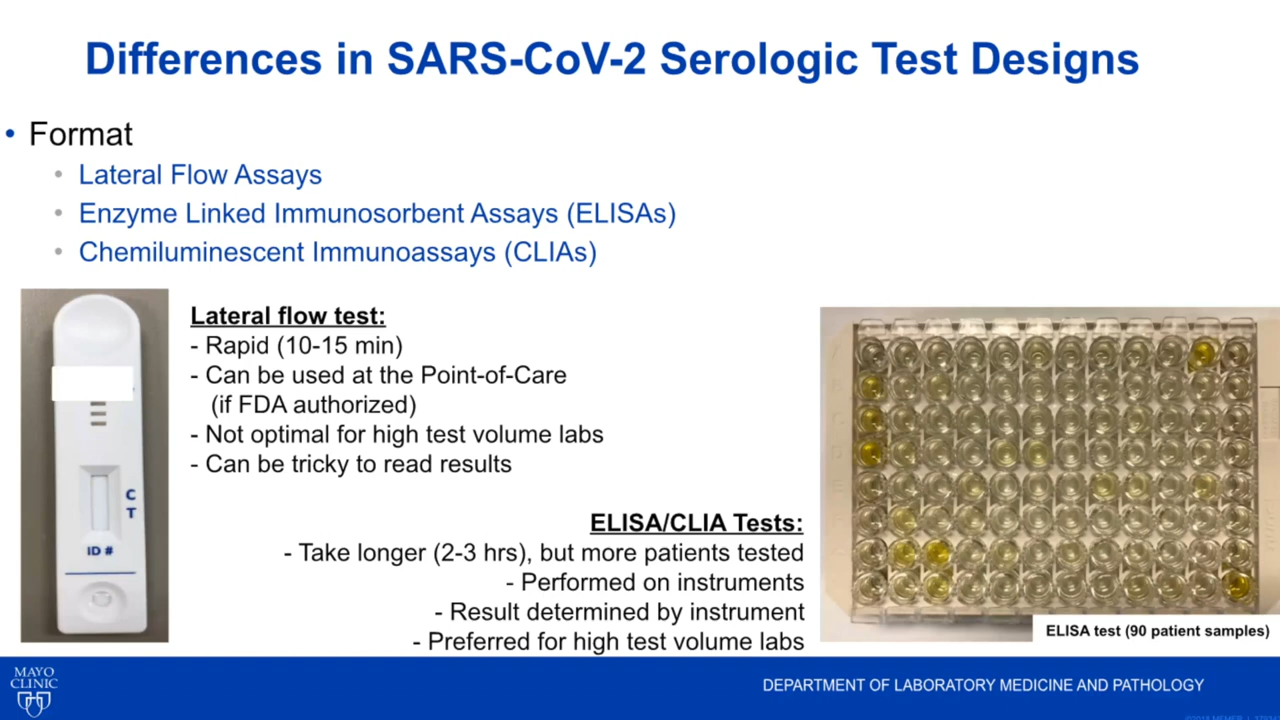 Differences in SARS-CoV-2 Serologic Test Designs
• Format
• Lateral Flow Assays
• Enzyme Linked Immunosorbent Assays (ELISAs)
• Chemiluminescent Immunoassays (CLIAs)
Lateral flow test:
- Rapid (10-15 min)
- Can be used at the Point-of-Care
(if FDA authorized)
- Not optimal for high test volume labs
- Can be tricky to read results
C
T
ID #
ELISA/CLIA Tests:
- Take longer (2-3 hrs), but more patients tested
- Performed on instruments
- Result determined by instrument
- Preferred for high test volume labs
ELISA test (90 patient samples)
MAYO
CLINIC
DEPARTMENT OF LABORATORY MEDICINE AND PATHOLOGY